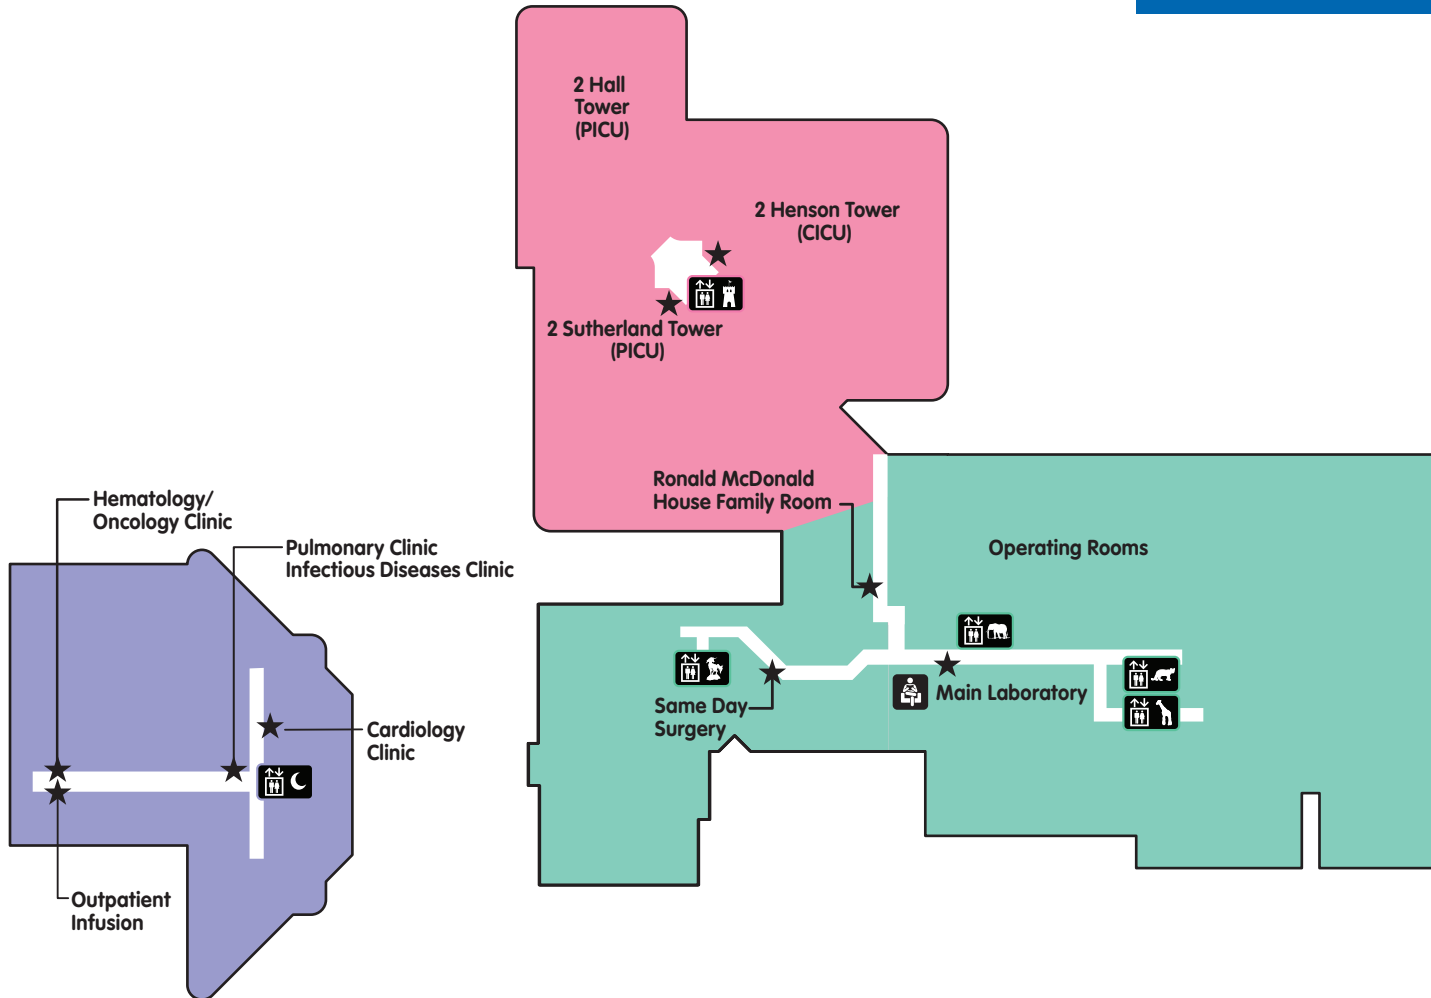 2 Hall
Tower
(PICU)
2 Henson Tower
(CICU)
2 Sutherland Tower
(PICU)
Ronald McDonald
House Family Room
Operating Rooms
Hematology/
Oncology Clinic
Pulmonary Clinic
Infectious Diseases Clinic
Same Day
Surgery
Main Laboratory
Cardiology
Clinic
Outpatient
Infusion